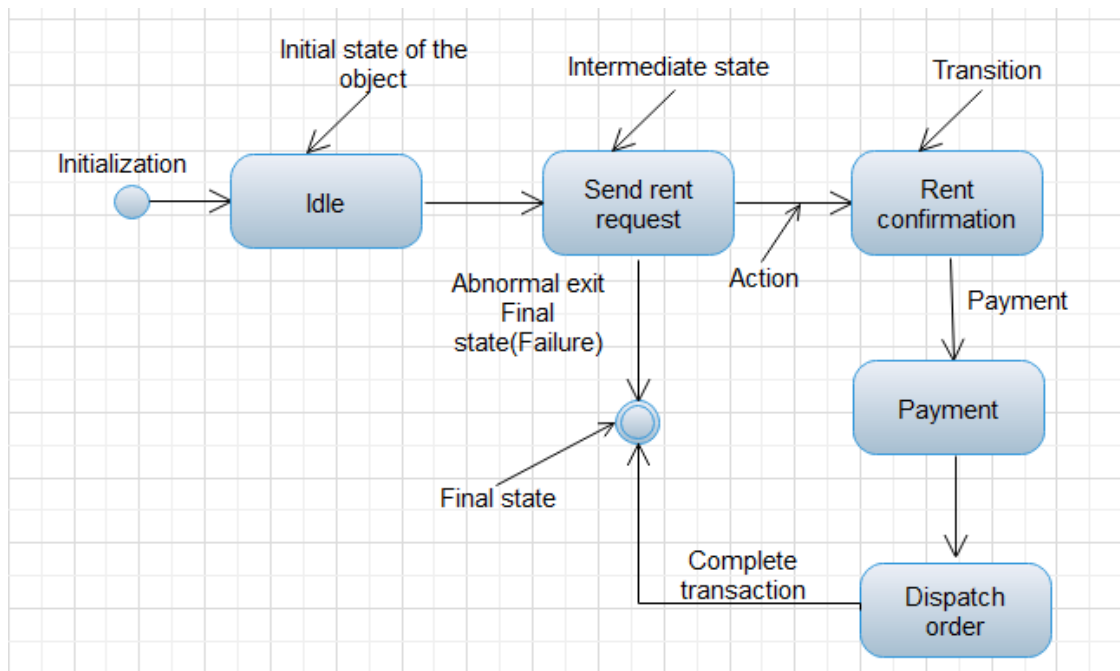 Initial state of the
object
Intermediate state
Transition
Initialization
Idle
Send rent
request
Rent
confirmation
Abnormal exit
Final
state(Failure)
Action
Payment
Payment
Final state
Complete
transaction
Dispatch
order